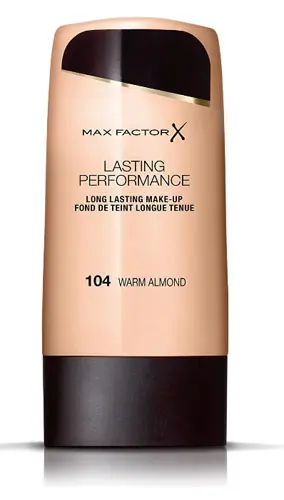 MAX FACTOR X
LASTING
PERFORMANCE
LONG LASTING MAKE-UP
FOND DE TEINT LONGUE TENUE
104 WARM ALMOND